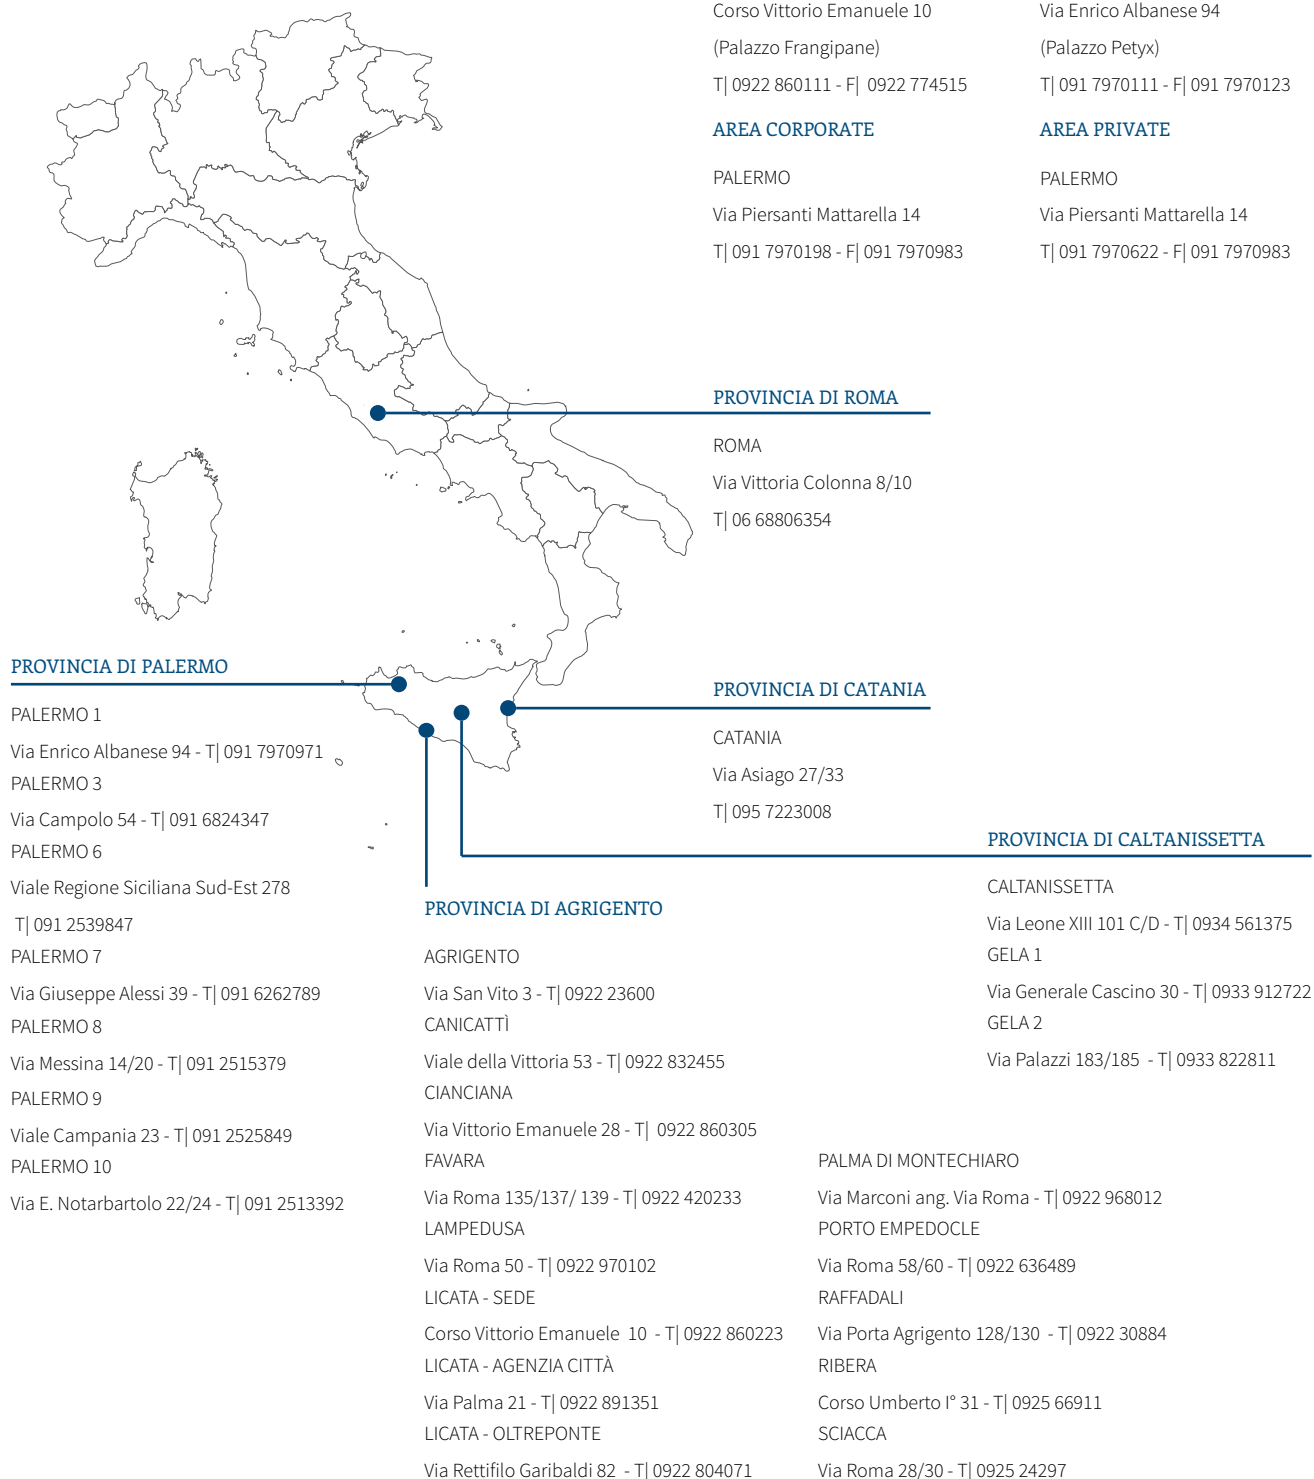 Corso Vittorio Emanuele 10
(Palazzo Frangipane)
T| 0922 860111 - F| 0922 774515
Via Enrico Albanese 94
(Palazzo Petyx)
T| 091 7970111 - F| 091 7970123
AREA CORPORATE
PALERMO
Via Piersanti Mattarella 14
T| 091 7970198 - F| 091 7970983
AREA PRIVATE
PALERMO
Via Piersanti Mattarella 14
T| 091 7970622 - F| 091 7970983
PROVINCIA DI ROMA
ROMA
Via Vittoria Colonna 8/10
T| 06 68806354
PROVINCIA DI PALERMO
PALERMO 1
Via Enrico Albanese 94 - T| 091 7970971
PALERMO 3
Via Campolo 54 - T| 091 6824347
PALERMO 6
Viale Regione Siciliana Sud-Est 278
T| 091 2539847
PALERMO 7
Via Giuseppe Alessi 39 - T| 091 6262789
PALERMO 8
Via Messina 14/20 - T| 091 2515379
PALERMO 9
Viale Campania 23 - T| 091 2525849
PALERMO 10
Via E. Notarbartolo 22/24 - T| 091 2513392
PROVINCIA DI CATANIA
CATANIA
Via Asiago 27/33
T| 095 7223008
PROVINCIA DI CALTANISSETTA
CALTANISSETTA
Via Leone XIII 101 C/D - T| 0934 561375
GELA 1
Via Generale Cascino 30 - T| 0933 912722
GELA 2
Via Palazzi 183/185 - T| 0933 822811
PROVINCIA DI AGRIGENTO
AGRIGENTO
Via San Vito 3 - T| 0922 23600
CANICATTÌ
Viale della Vittoria 53 - T| 0922 832455
CIANCIANA
Via Vittorio Emanuele 28 - T| 0922 860305
FAVARA
Via Roma 135/137/ 139 - T| 0922 420233
LAMPEDUSA
Via Roma 50 - T| 0922 970102
LICATA - SEDE
Corso Vittorio Emanuele 10 - T| 0922 860223
LICATA - AGENZIA CITTÀ
Via Palma 21 - T| 0922 891351
LICATA - OLTREPONTE
Via Rettifilo Garibaldi 82 - T| 0922 804071
PALMA DI MONTECHIARO
Via Marconi ang. Via Roma - T| 0922 968012
PORTO EMPEDOCLE
Via Roma 58/60 - T| 0922 636489
RAFFADALI
Via Porta Agrigento 128/130 - T| 0922 30884
RIBERA
Corso Umberto I° 31 - T| 0925 66911
SCIACCA
Via Roma 28/30 - T| 0925 24297